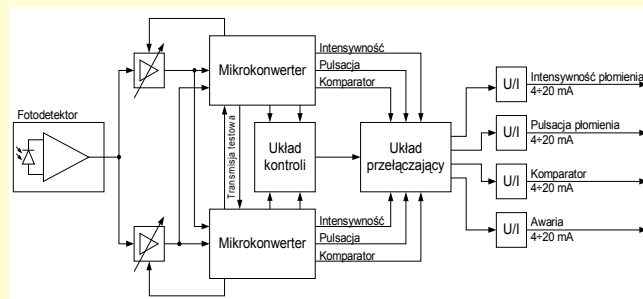 Fotodetektor
Mikrokonwerter
Intensywność
Pulsacja
Komparator
Transmisja testowa
Układ
kontroli
Układ
przełączający
Mikrokonwerter
Intensywność
Pulsacja
Komparator
U/I
Intensywność płomienia
4÷20 mA
U/I
Pulsacja płomienia
4÷20 mA
U/I
Komparator
4÷20 mA
U/I
Awaria
4÷20 mA